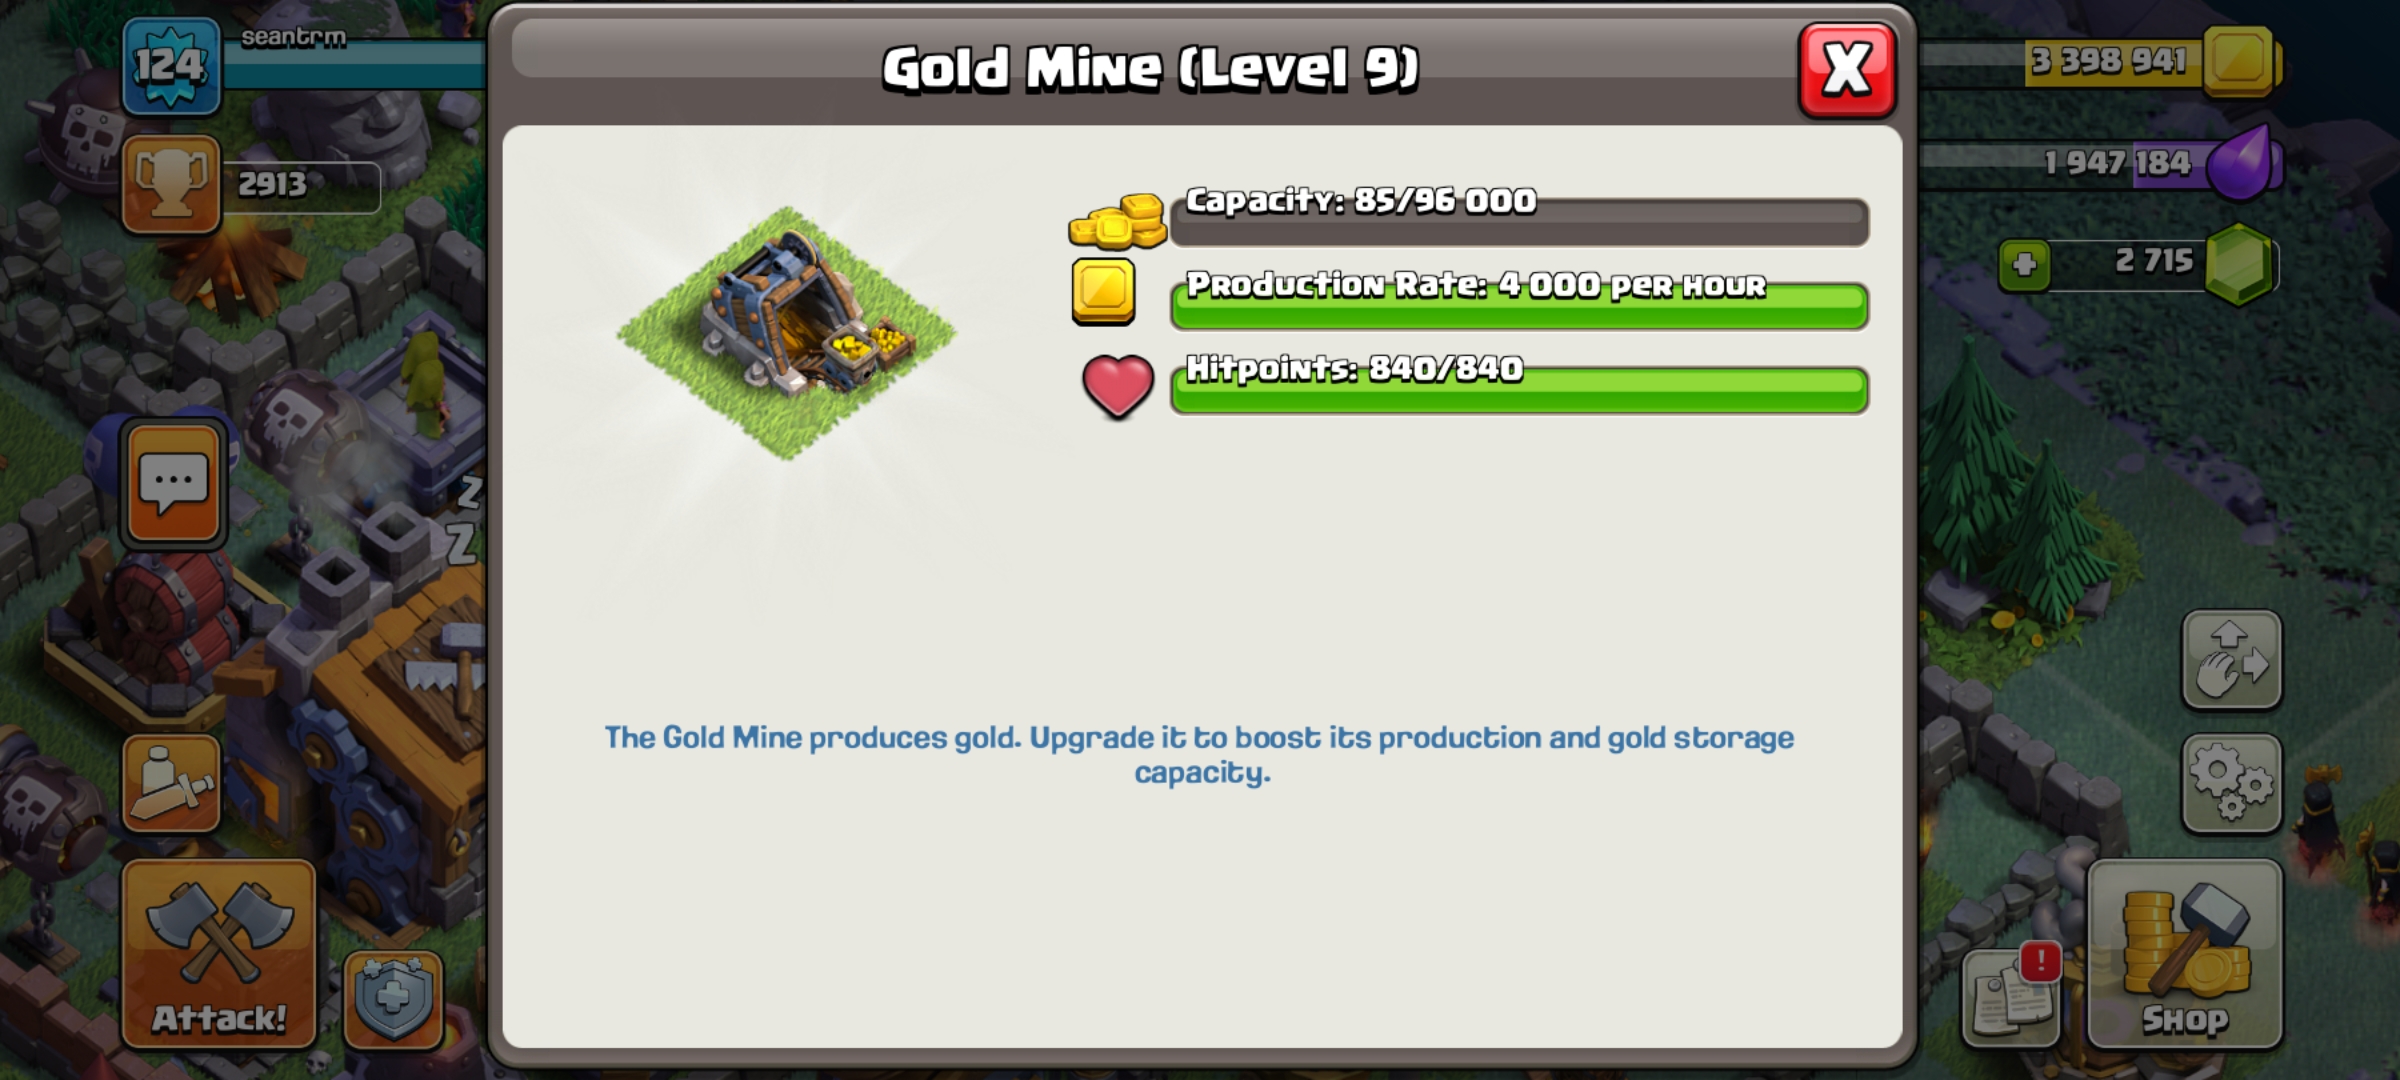 124
seantrm
2913
Gold Mine (Level 9)
X
3 398 941
1 947 184
2 715
Capacity: 85/96 000
Production Rate: 4 000 per hour
Hitpoints: 840/840
Z
Z
The Gold Mine produces gold. Upgrade it to boost its production and gold storage
capacity.
Attack!
!
Shop